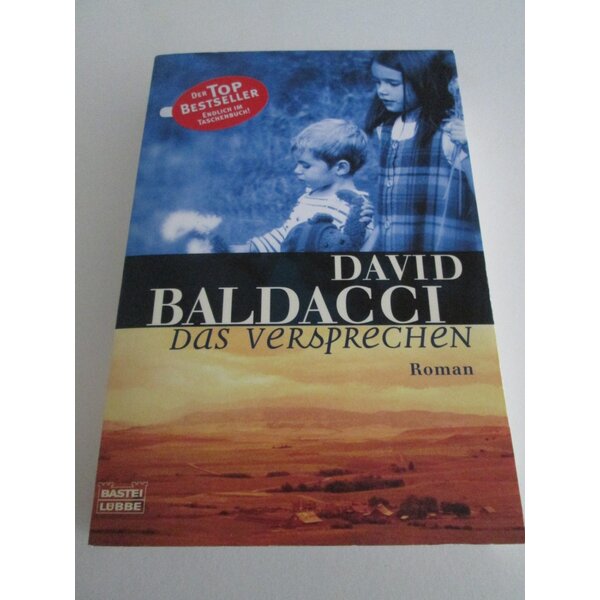 DER TOP
BESTSELLER
ENDLICH IM
TASCHENBUCH!
DAVID
BALDACCI
DAS VERSPRECHEN
Roman
BASTEI
LÜBBE